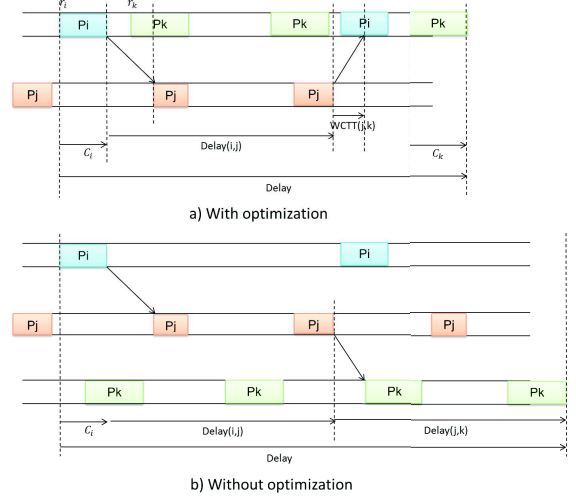 r_i r_k
Pi Pk Pk Pi Pk
Pj Pj Pj
WCTT(j,k)
C_i Delay(i,j) C_k
Delay
a) With optimization
Pi Pi
Pj Pj Pj Pj
Pk Pk Pk Pk
C_i Delay(i,j) Delay(j,k)
Delay
b) Without optimization